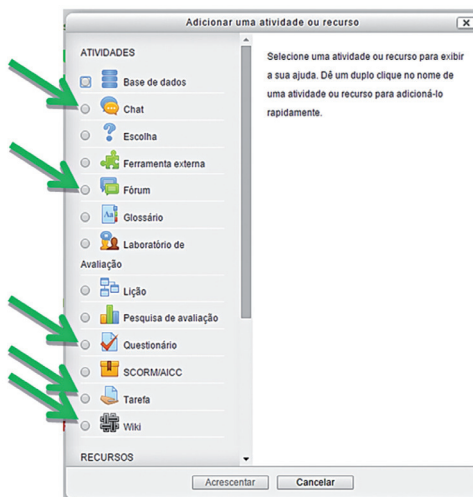 Adicionar uma atividade ou recurso
ATIVIDADES
Base de dados
Chat
Escolha
Ferramenta externa
Fórum
Glossário
Laboratório de
Avaliação
Lição
Pesquisa de avaliação
Questionário
SCORM/AICC
Tarefa
Wiki
RECURSOS
Selecione uma atividade ou recurso para exibir
a sua ajuda. Dê um duplo clique no nome de
uma atividade ou recurso para adicioná-lo
rapidamente.
Acrescentar
Cancelar